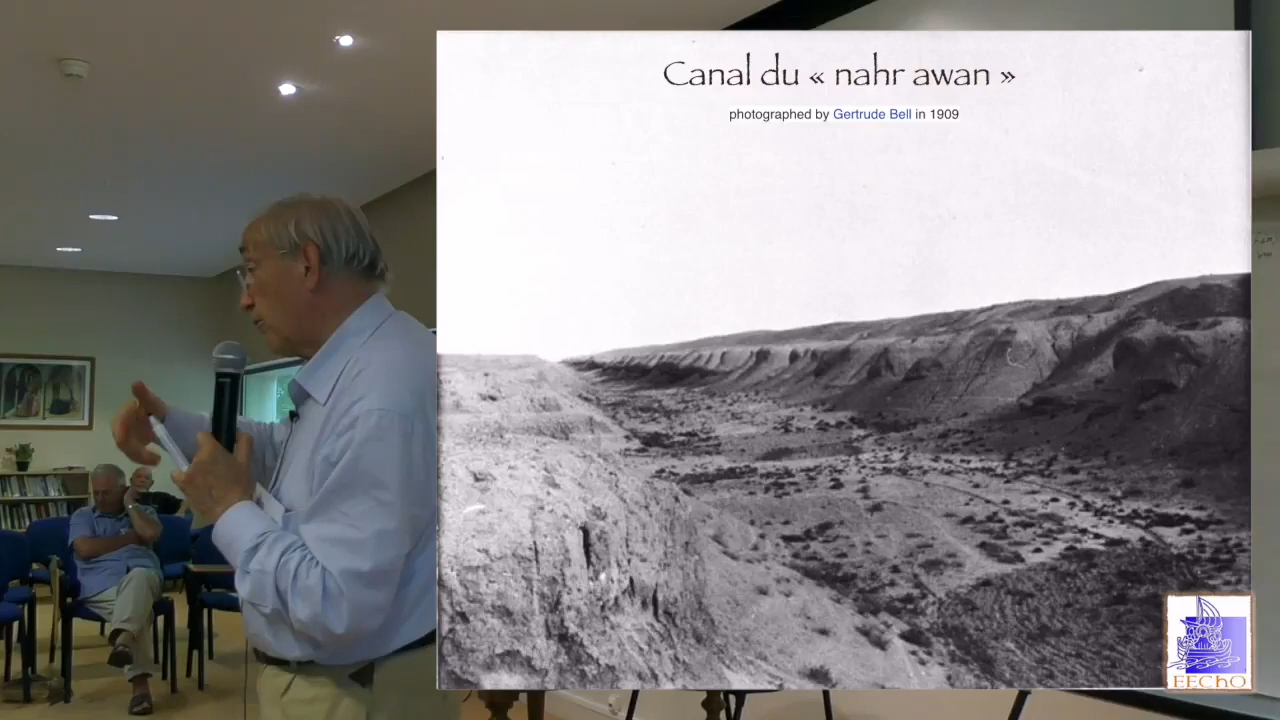 Canal du « nahr awan »
photographed by Gertrude Bell in 1909
EEChO